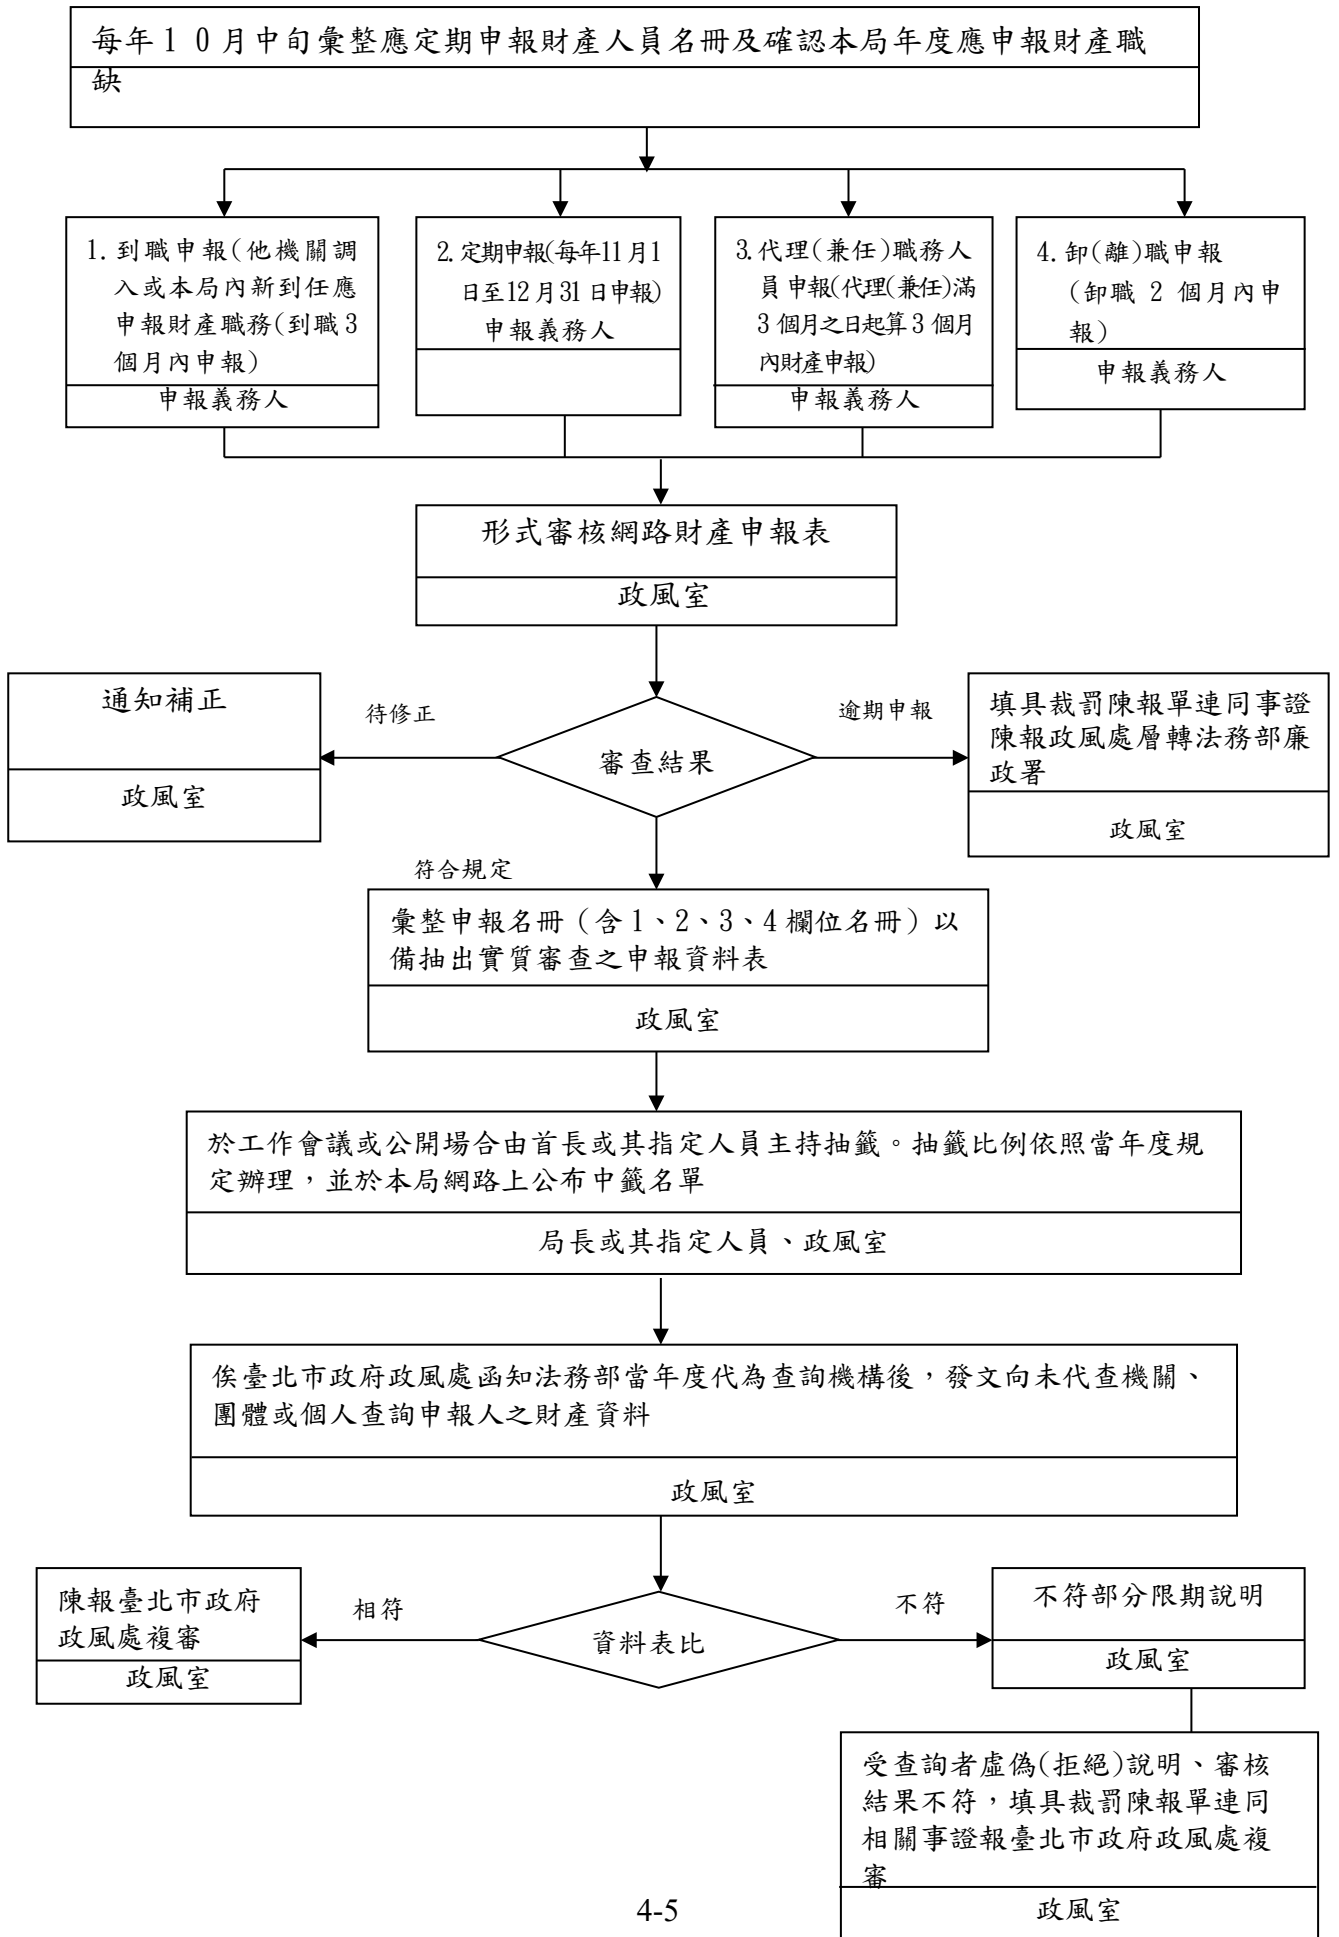 每年10月中旬彙整應定期申報財產人員名冊及確認本局年度應申報財產職
缺
1.到職申報(他機關調
入或本局內新到任應
申報財產職務(到職3
個月內申報)
申報義務人
2.定期申報(每年11月1
日至12月31日申報)
申報義務人
3.代理(兼任)職務人
員申報(代理(兼任)滿
3個月之日起算3個月
內財產申報)
申報義務人
4.卸(離)職申報
(卸職 2 個月內申
報)
申報義務人
形式審核網路財產申報表
政風室
通知補正
政風室
待修正
審查結果
逾期申報
填具裁罰陳報單連同事證
陳報政風處層轉法務部廉
政署
政風室
符合規定
彙整申報名冊（含1、2、3、4欄位名冊）以
備抽出實質審查之申報資料表
政風室
於工作會議或公開場合由首長或其指定人員主持抽籤。抽籤比例依照當年度規
定辦理，並於本局網路上公布中籤名單
局長或其指定人員、政風室
俟臺北市政府政風處函知法務部當年度代為查詢機構後，發文向未代查機關、
團體或個人查詢申報人之財產資料
政風室
陳報臺北市政府
政風處複審
政風室
相符
資料表比
不符
不符部分限期說明
政風室
受查詢者虛偽(拒絕)說明、審核
結果不符，填具裁罰陳報單連同
相關事證報臺北市政府政風處複
審
政風室
4-5